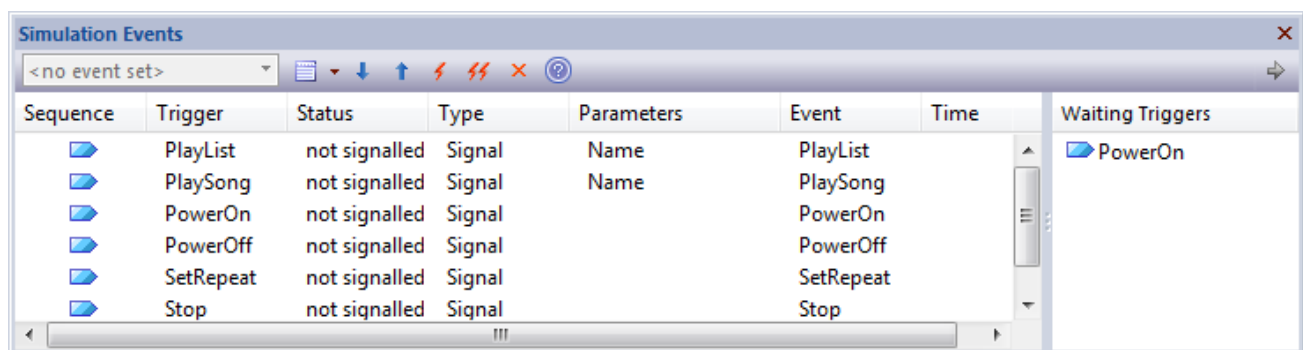 Simulation Events
<no event set>
Sequence Trigger Status Type Parameters Event Time Waiting Triggers
PlayList not signalled Signal Name PlayList PowerOn
PlaySong not signalled Signal Name PlaySong
PowerOn not signalled Signal PowerOn
PowerOff not signalled Signal PowerOff
SetRepeat not signalled Signal SetRepeat
Stop not signalled Signal Stop